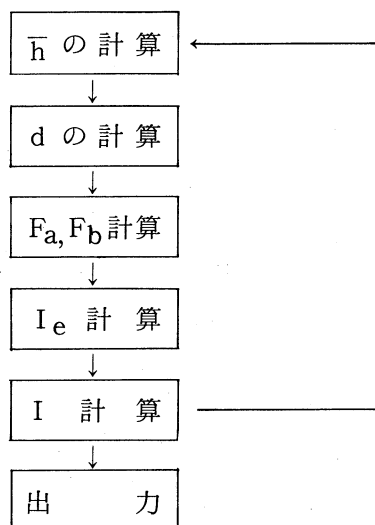 h̅ の 計 算
d の 計 算
Fa, Fb 計算
Ie 計 算
I 計 算
出 力